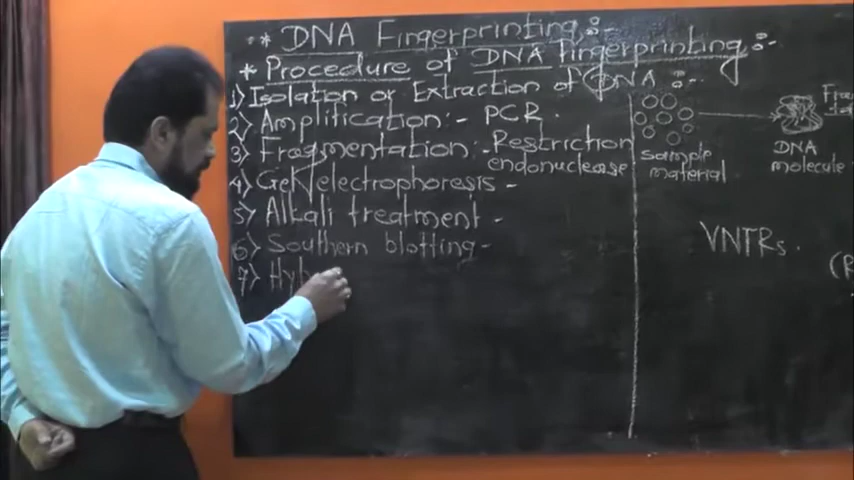 * DNA Fingerprinting :-
* Procedure of DNA fingerprinting :-
1> Isolation or Extraction of DNA :-
2> Amplification :- PCR.
3> Fragmentation :- Restriction endonuclease
4> Gel electrophoresis -
5> Alkali treatment -
6> Southern blotting -
7> Hyb
Sample material
DNA molecule
VNTRs.